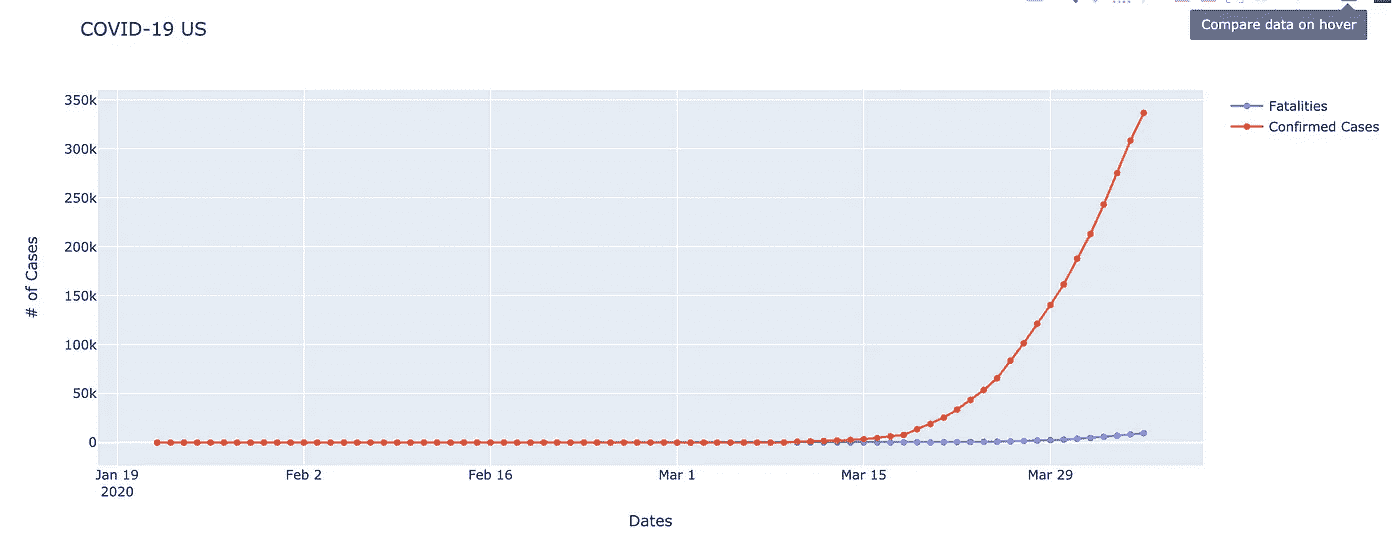 COVID-19 US
Compare data on hover
350k
300k
250k
200k
150k
100k
50k
0
# of Cases
Jan 19
2020
Feb 2
Feb 16
Mar 1
Mar 15
Mar 29
Dates
Fatalities
Confirmed Cases